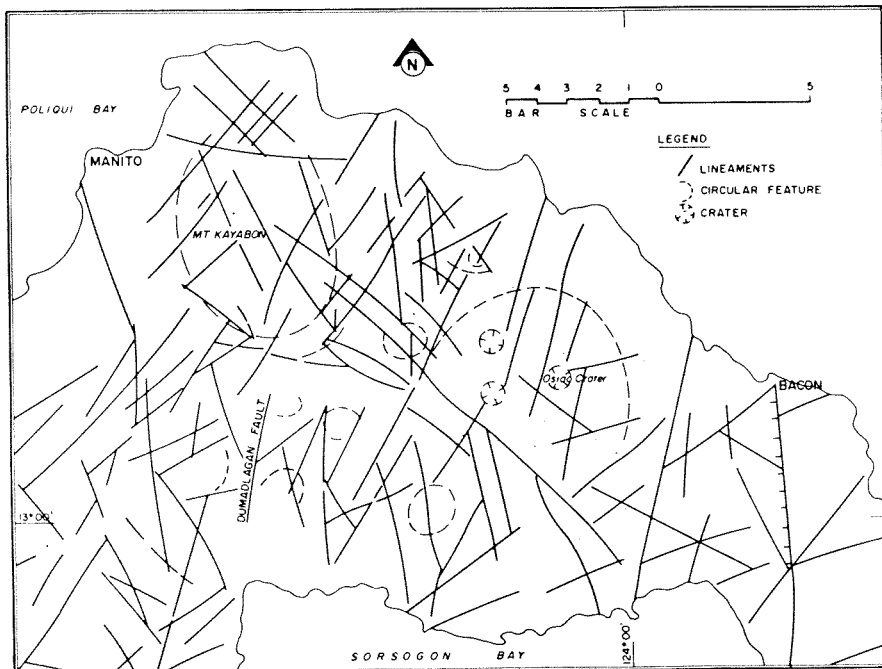 N
5 4 3 2 1 0 5
BAR SCALE
POLIQUI BAY
LEGEND
LINEAMENTS
CIRCULAR FEATURE
CRATER
MANITO
MT KAYABON
Osiao Crater
BACON
DUMADLAGAN FAULT
13°00'
124°00'
SORSOGON BAY